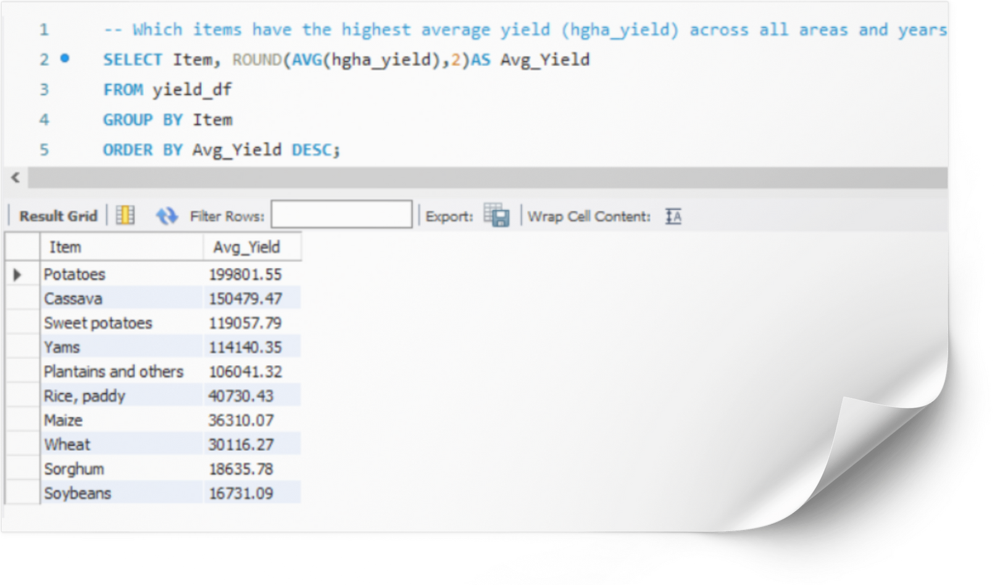 1 -- Which items have the highest average yield (hgha_yield) across all areas and years
2 SELECT Item, ROUND(AVG(hgha_yield),2)AS Avg_Yield
3 FROM yield_df
4 GROUP BY Item
5 ORDER BY Avg_Yield DESC;
Result Grid Filter Rows: Export: Wrap Cell Content:
Item Avg_Yield
Potatoes 199801.55
Cassava 150479.47
Sweet potatoes 119057.79
Yams 114140.35
Plantains and others 106041.32
Rice, paddy 40730.43
Maize 36310.07
Wheat 30116.27
Sorghum 18635.78
Soybeans 16731.09